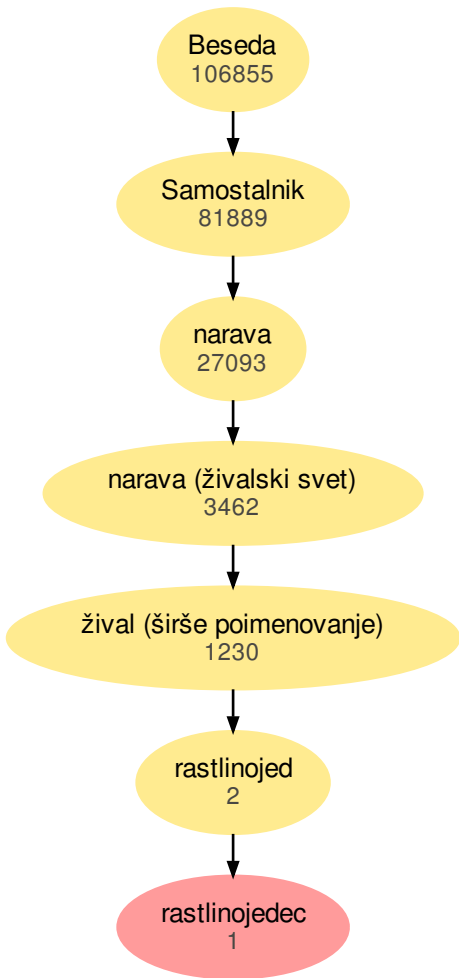 Beseda
106855
Samostalnik
81889
narava
27093
narava (živalski svet)
3462
žival (širše poimenovanje)
1230
rastlinojed
2
rastlinojedec
1